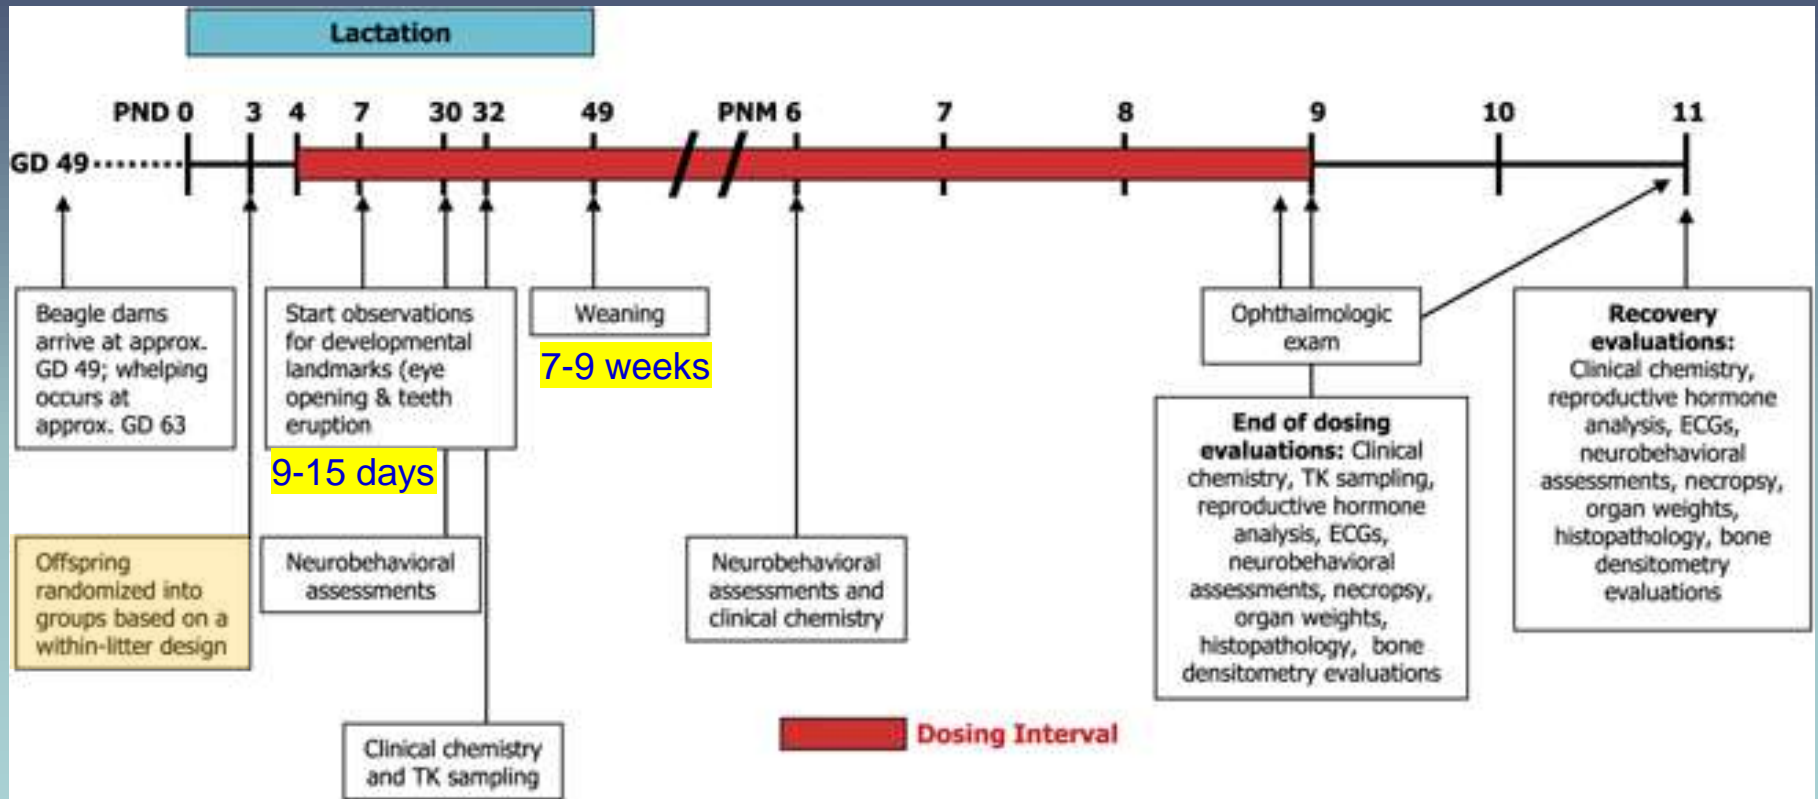 Lactation
PND 0 3 4 7 30 32 49 PNM 6 7 8 9 10 11
GD 49
Beagle dams
arrive at approx.
GD 49; whelping
occurs at
approx. GD 63
Start observations
for developmental
landmarks (eye
opening & teeth
eruption
9-15 days
Weaning
7-9 weeks
Ophthalmologic
exam
Recovery
evaluations:
Clinical chemistry,
reproductive hormone
analysis, ECGs,
neurobehavioral
assessments, necropsy,
organ weights,
histopathology, bone
densitometry
evaluations
End of dosing
evaluations: Clinical
chemistry, TK sampling,
reproductive hormone
analysis, ECGs,
neurobehavioral
assessments, necropsy,
organ weights,
histopathology, bone
densitometry evaluations
Offspring
randomized into
groups based on a
within-litter design
Neurobehavioral
assessments
Neurobehavioral
assessments and
clinical chemistry
Clinical chemistry
and TK sampling
Dosing Interval